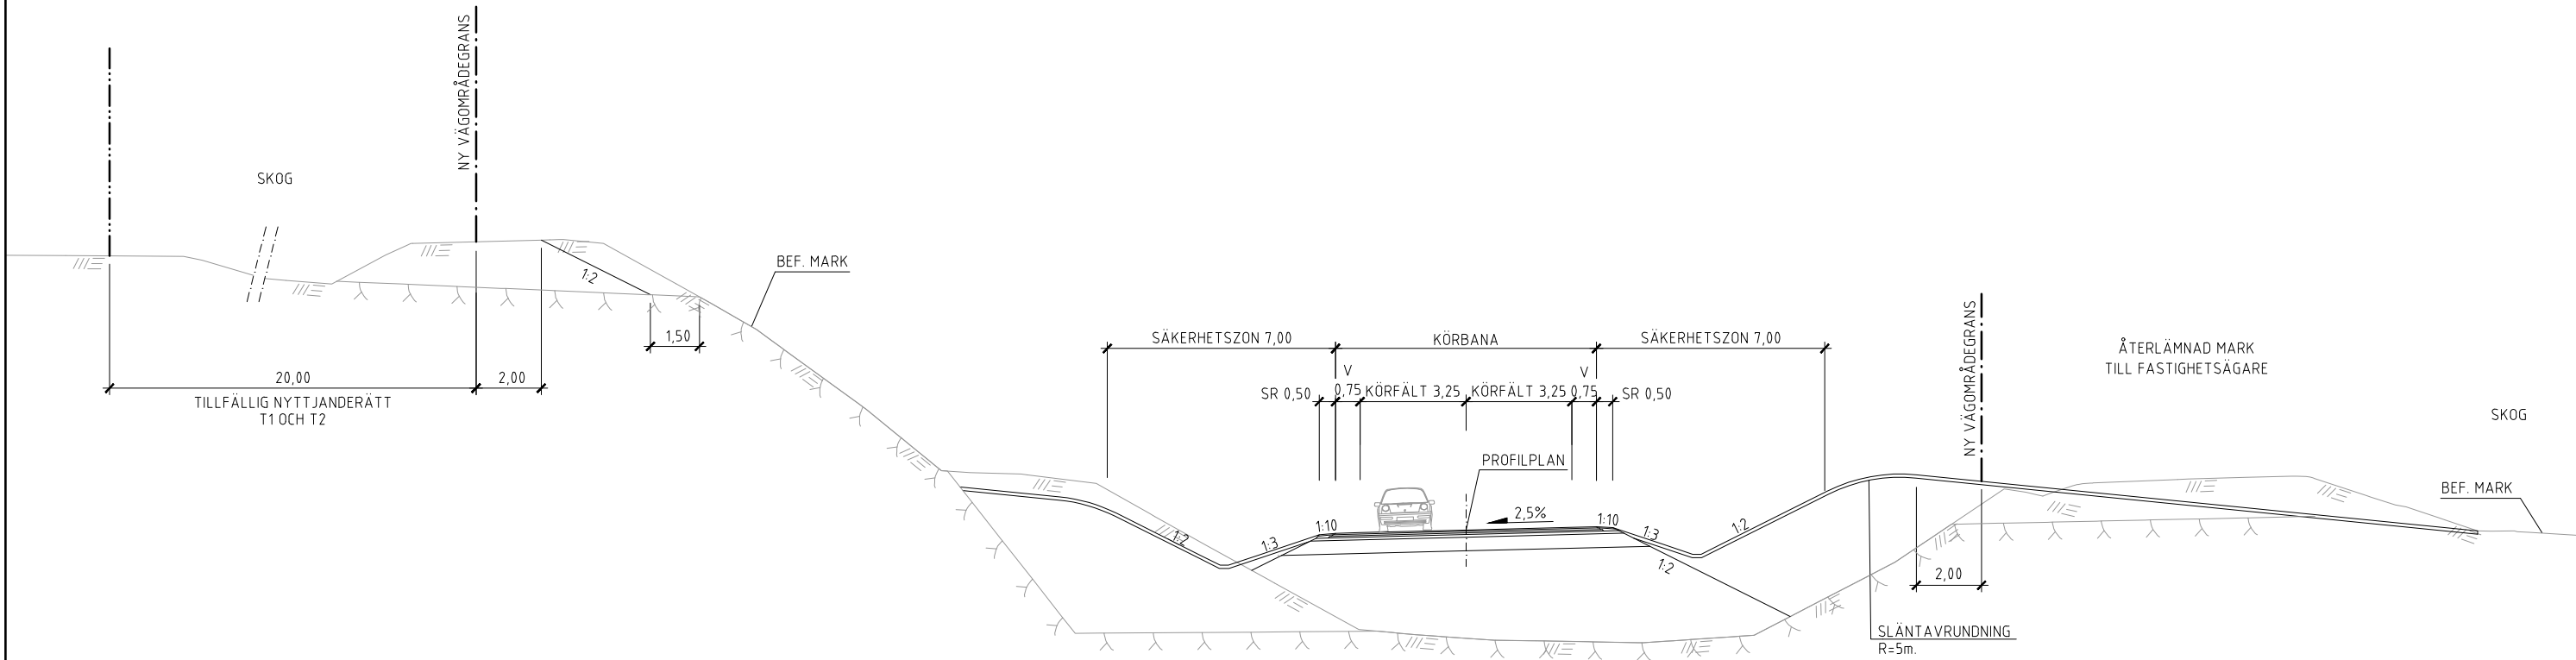 NY VÄGOMRÅDEGRANS
SKOG
1:2
BEF. MARK
1,50
20,00
2,00
TILLFÄLLIG NYTTJANDERÄTT
T1 OCH T2
SÄKERHETSZON 7,00
KÖRBANA
SÄKERHETSZON 7,00
V
V
SR 0,50
0,75
KÖRFÄLT 3,25
KÖRFÄLT 3,25
0,75
SR 0,50
PROFILPLAN
2,5%
1:10
1:10
1:2
1:3
1:3
1:2
1:2
NY VÄGOMRÅDEGRANS
ÅTERLÄMNAD MARK
TILL FASTIGHETSÄGARE
SKOG
BEF. MARK
2,00
SLÄNTAVRUNDNING
R=5m.